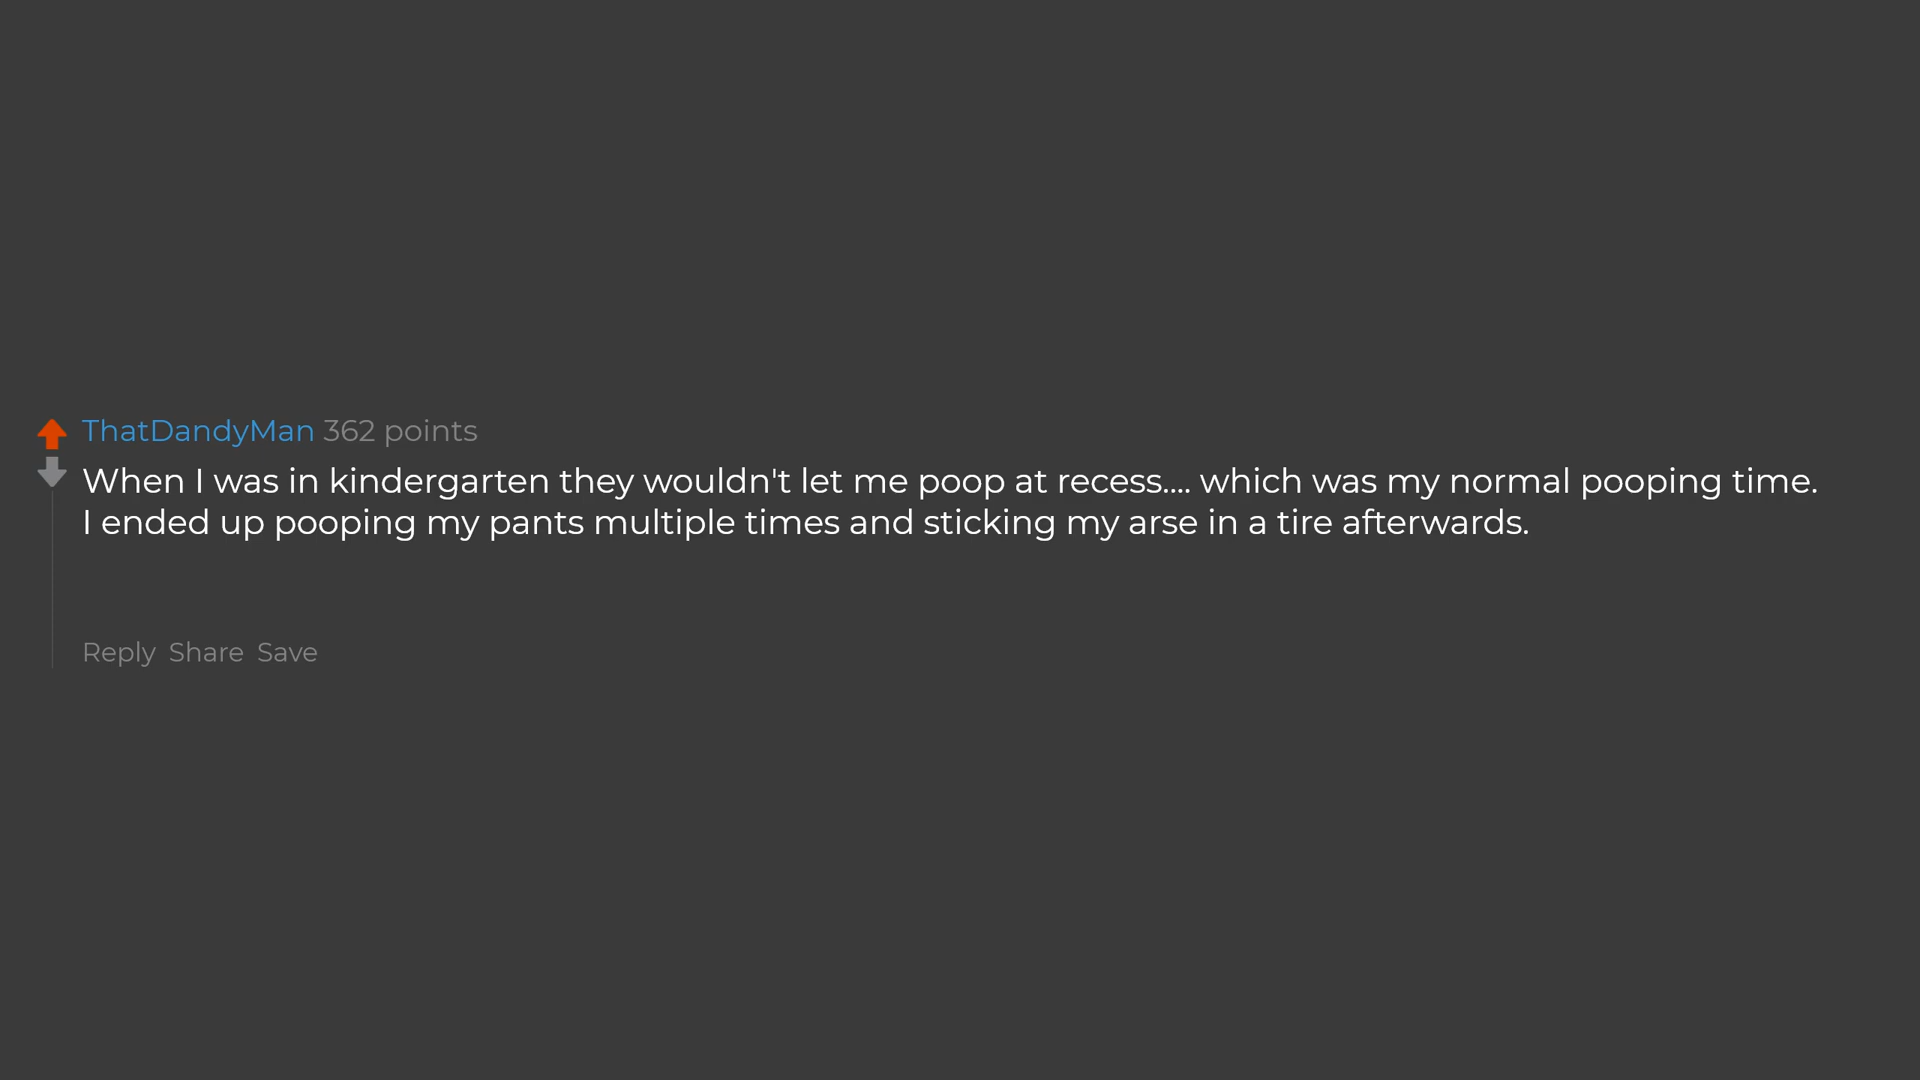 ThatDandyMan 362 points
When I was in kindergarten they wouldn't let me poop at recess.... which was my normal pooping time.
I ended up pooping my pants multiple times and sticking my arse in a tire afterwards.
Reply Share Save